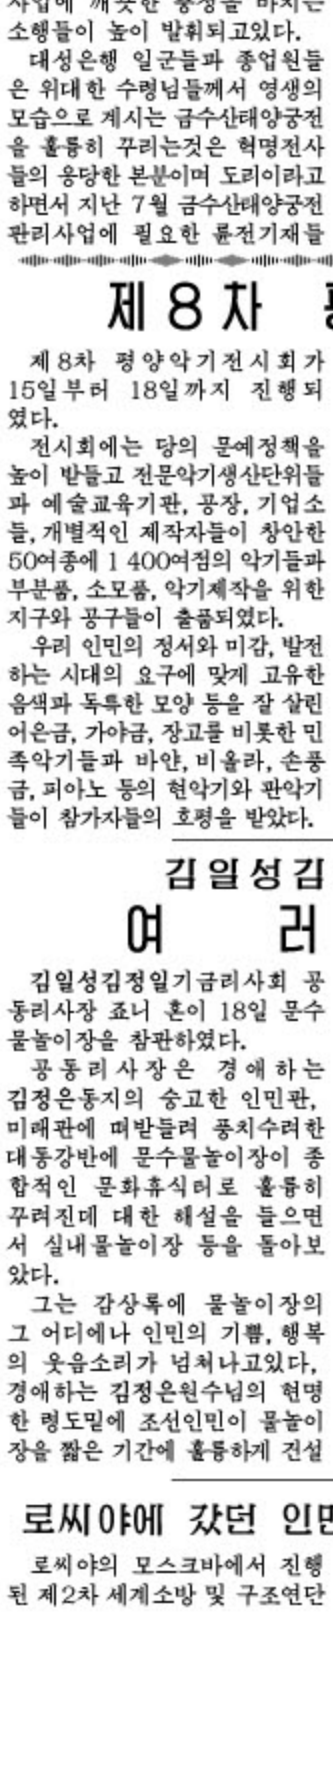 소행들이 높이 발휘되고있다.
대성은행 일군들과 종업원들
은 위대한 수령님들께서 영생의
모습으로 계시는 금수산태양궁전
을 훌륭히 꾸리는것은 혁명전사
들의 응당한 본분이며 도리이라고
하면서 지난 7월 금수산태양궁전
관리사업에 필요한 륜전기재들
제8차
제8차 평양악기전시회가
15일부터 18일까지 진행되
였다.
전시회에는 당의 문예정책을
높이 받들고 전문악기생산단위들
과 예술교육기관, 공장, 기업소
들, 개별적인 제작자들이 창안한
50여종에 1 400여점의 악기들과
부분품, 소모품, 악기제작을 위한
지구와 공구들이 출품되였다.
우리 인민의 정서와 미감, 발전
하는 시대의 요구에 맞게 고유한
음색과 독특한 모양 등을 잘 살린
어은금, 가야금, 장고를 비롯한 민
족악기들과 바얀, 비올라, 손풍
금, 피아노 등의 현악기와 관악기
들이 참가자들의 호평을 받았다.
김일성김
여러
김일성김정일기금리사회 공
동리사장 죠니 혼이 18일 문수
물놀이장을 참관하였다.
공동리사장은 경애하는
김정은동지의 숭고한 인민관,
미래관에 떠받들려 풍치수려한
대동강반에 문수물놀이장이 종
합적인 문화휴식터로 훌륭히
꾸려진데 대한 해설을 들으면
서 실내물놀이장 등을 돌아보
았다.
그는 감상록에 물놀이장의
그 어디에나 인민의 기쁨, 행복
의 웃음소리가 넘쳐나고있다,
경애하는 김정은원수님의 현명
한 령도밑에 조선인민이 물놀이
장을 짧은 기간에 훌륭하게 건설
로씨야에 갔던 인민
로씨야의 모스크바에서 진행
된 제2차 세계소방 및 구조연단